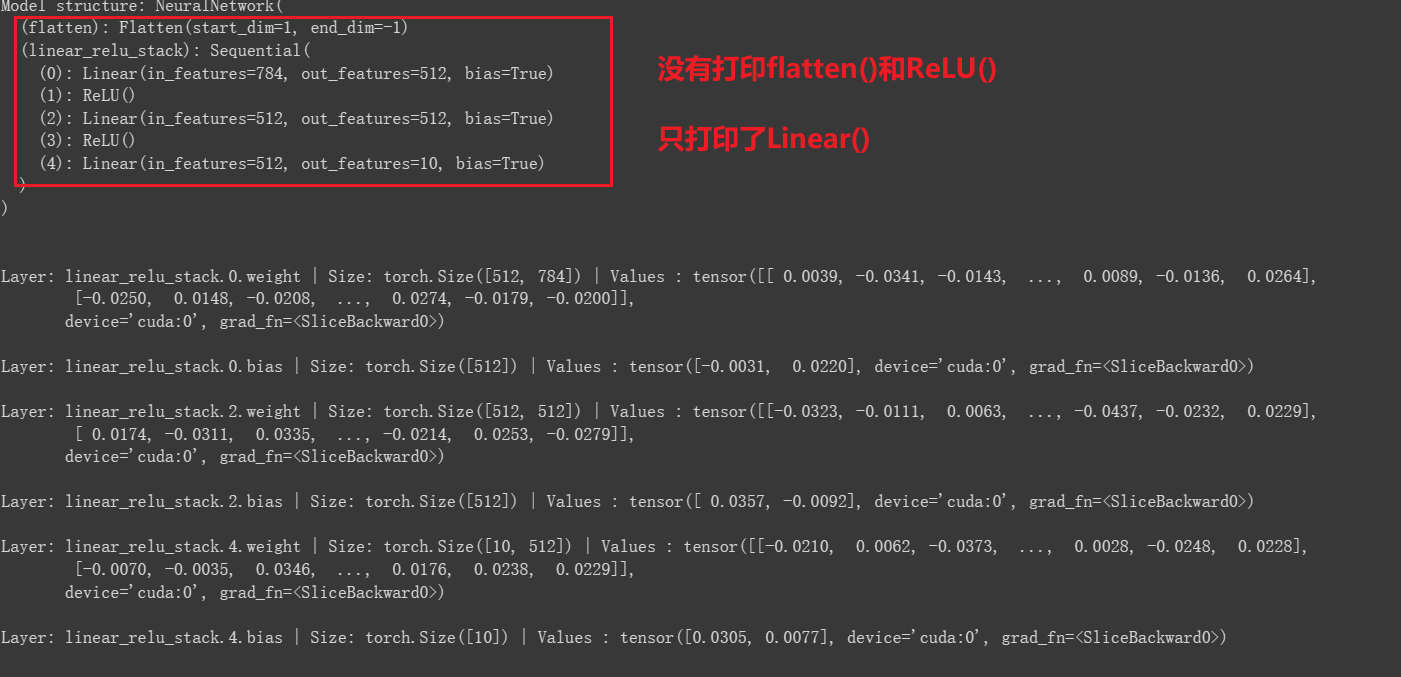 Model structure: NeuralNetwork(
(flatten): Flatten(start_dim=1, end_dim=-1)
(linear_relu_stack): Sequential(
(0): Linear(in_features=784, out_features=512, bias=True)
(1): ReLU()
(2): Linear(in_features=512, out_features=512, bias=True)
(3): ReLU()
(4): Linear(in_features=512, out_features=10, bias=True)
)
)
没有打印flatten()和ReLU()
只打印了Linear()
Layer: linear_relu_stack.0.weight | Size: torch.Size([512, 784]) | Values : tensor([[ 0.0039, -0.0341, -0.0143,  ...,  0.0089, -0.0136,  0.0264],
[-0.0250,  0.0148, -0.0208,  ...,  0.0274, -0.0179, -0.0200]],
device='cuda:0', grad_fn=<SliceBackward0>)
Layer: linear_relu_stack.0.bias | Size: torch.Size([512]) | Values : tensor([-0.0031,  0.0220], device='cuda:0', grad_fn=<SliceBackward0>)
Layer: linear_relu_stack.2.weight | Size: torch.Size([512, 512]) | Values : tensor([[-0.0323, -0.0111,  0.0063,  ..., -0.0437, -0.0232,  0.0229],
[ 0.0174, -0.0311,  0.0335,  ..., -0.0214,  0.0253, -0.0279]],
device='cuda:0', grad_fn=<SliceBackward0>)
Layer: linear_relu_stack.2.bias | Size: torch.Size([512]) | Values : tensor([ 0.0357, -0.0092], device='cuda:0', grad_fn=<SliceBackward0>)
Layer: linear_relu_stack.4.weight | Size: torch.Size([10, 512]) | Values : tensor([[-0.0210,  0.0062, -0.0373,  ...,  0.0028, -0.0248,  0.0228],
[-0.0070, -0.0035,  0.0346,  ...,  0.0176,  0.0238,  0.0229]],
device='cuda:0', grad_fn=<SliceBackward0>)
Layer: linear_relu_stack.4.bias | Size: torch.Size([10]) | Values : tensor([0.0305, 0.0077], device='cuda:0', grad_fn=<SliceBackward0>)